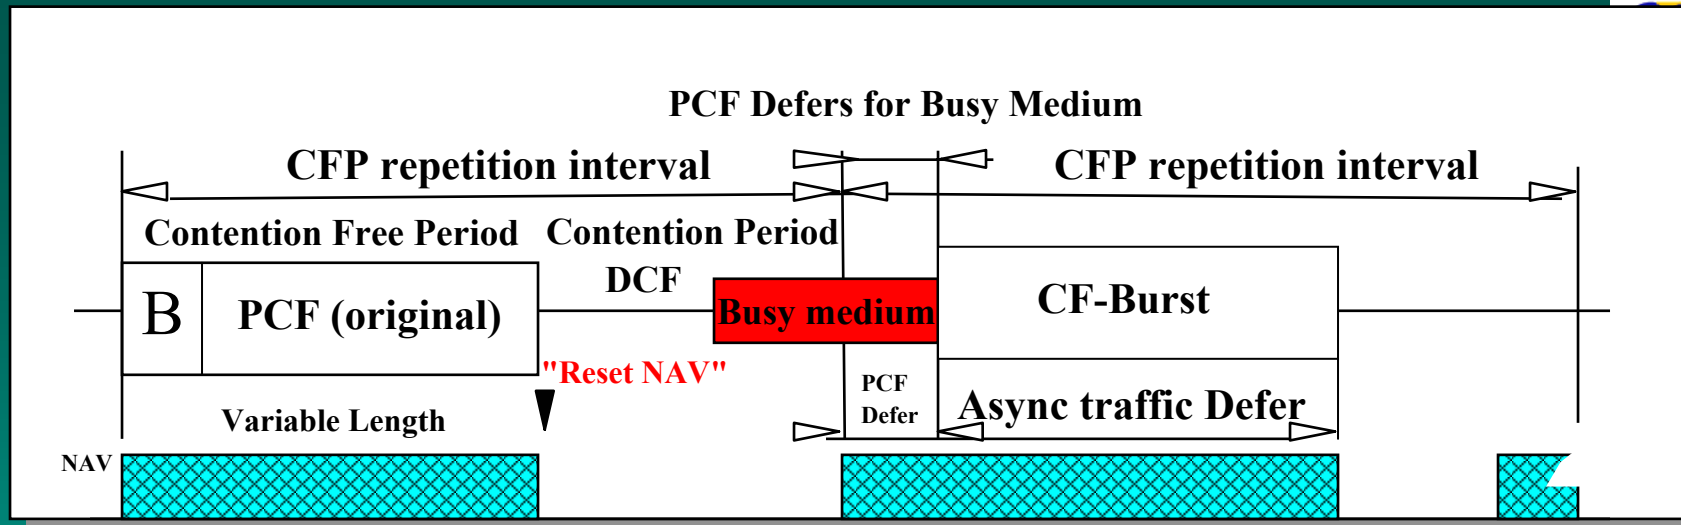 PCF Defers for Busy Medium
CFP repetition interval
CFP repetition interval
Contention Free Period
Contention Period
DCF
B
PCF (original)
Busy medium
CF-Burst
"Reset NAV"
PCF
Defer
Async traffic Defer
Variable Length
NAV